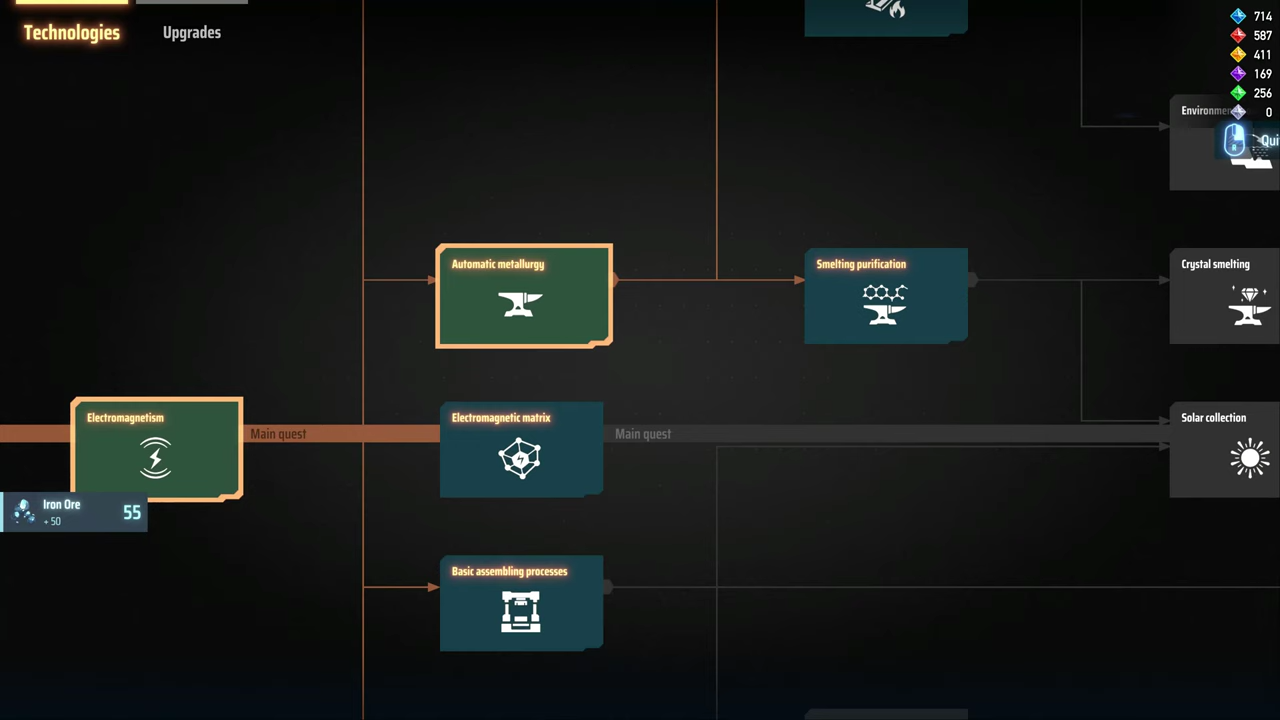 Technologies
Upgrades
714
587
411
169
256
0
Qui
Automatic metallurgy
Smelting purification
Crystal smelting
Electromagnetism
Main quest
Electromagnetic matrix
Main quest
Solar collection
Iron Ore
+ 50
55
Basic assembling processes